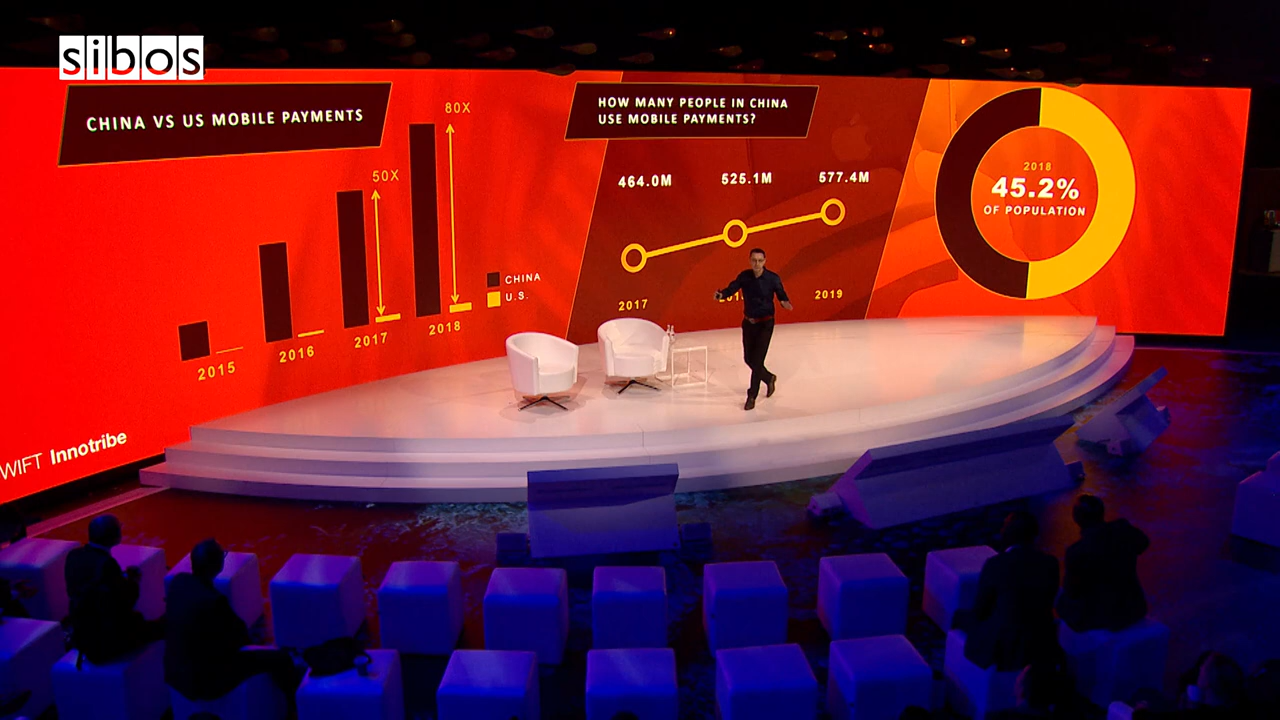 sibos
CHINA VS US MOBILE PAYMENTS
80X
50X
CHINA
U.S.
2015
2016
2017
2018
HOW MANY PEOPLE IN CHINA
USE MOBILE PAYMENTS?
464.0M
525.1M
577.4M
2017
2019
2018
45.2%
OF POPULATION
WIFT Innotribe